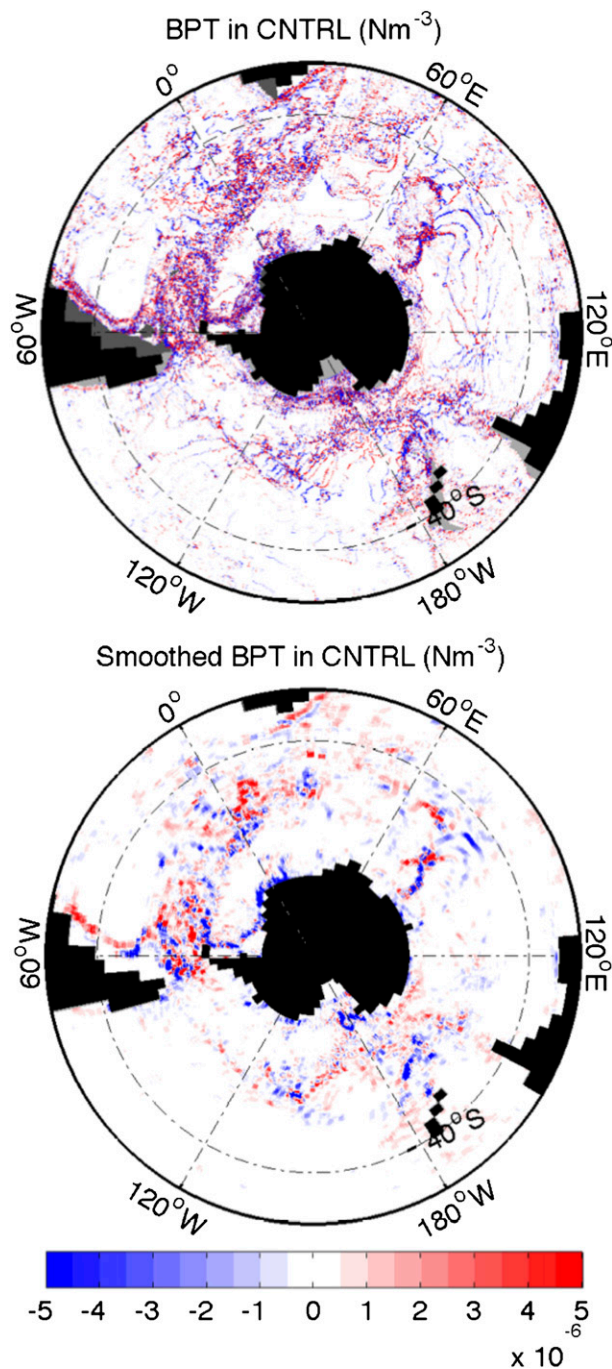 BPT in CNTRL (Nm⁻³)
0° 60°E
60°W 120°E
40°S
120°W 180°W
Smoothed BPT in CNTRL (Nm⁻³)
0° 60°E
60°W 120°E
40°S
120°W 180°W
-5 -4 -3 -2 -1 0 1 2 3 4 5
x 10⁻⁶